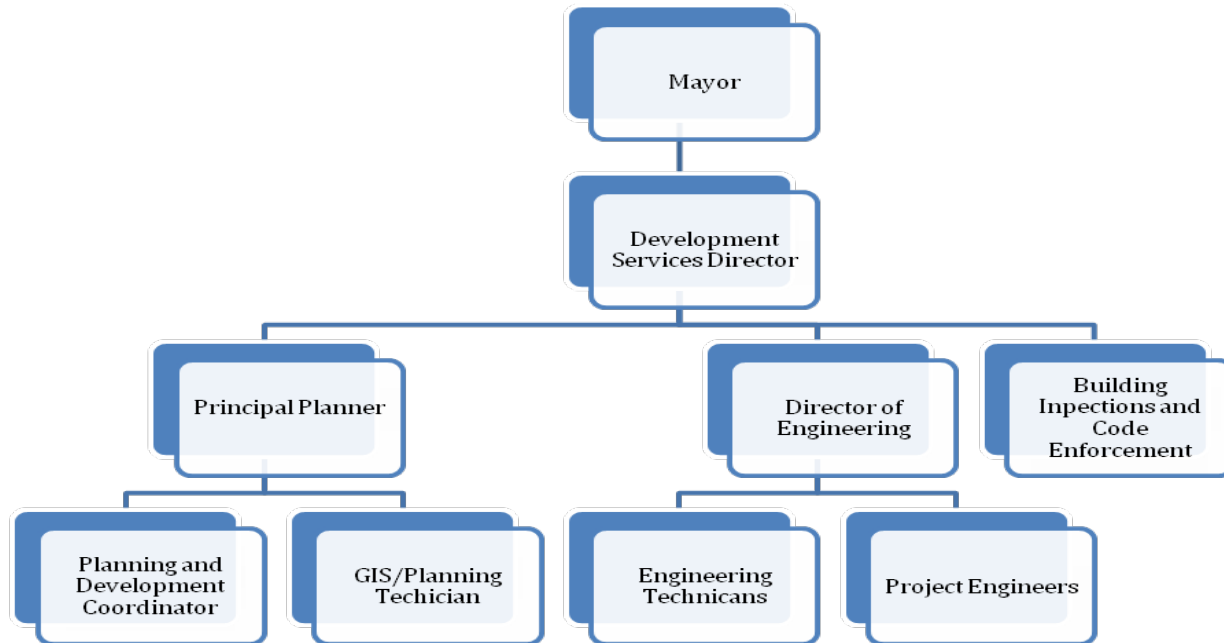 Mayor
Development
Services Director
Principal Planner
Director of
Engineering
Building
Inpections and
Code
Enforcement
Planning and
Development
Coordinator
GIS/Planning
Techician
Engineering
Technicans
Project Engineers